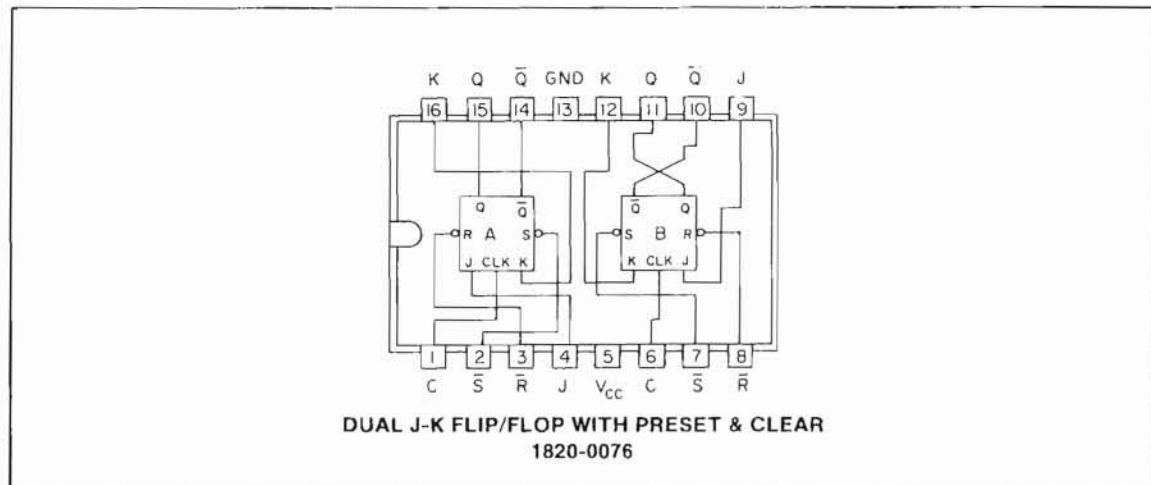 K Q Q̅ GND K Q Q̅ J
16 15 14 13 12 11 10 9
Q Q̅ Q̅ Q
R A S S B R
J CLK K K CLK J
1 2 3 4 5 6 7 8
C S̅ R̅ J VCC C S̅ R̅
DUAL J-K FLIP/FLOP WITH PRESET & CLEAR
1820-0076